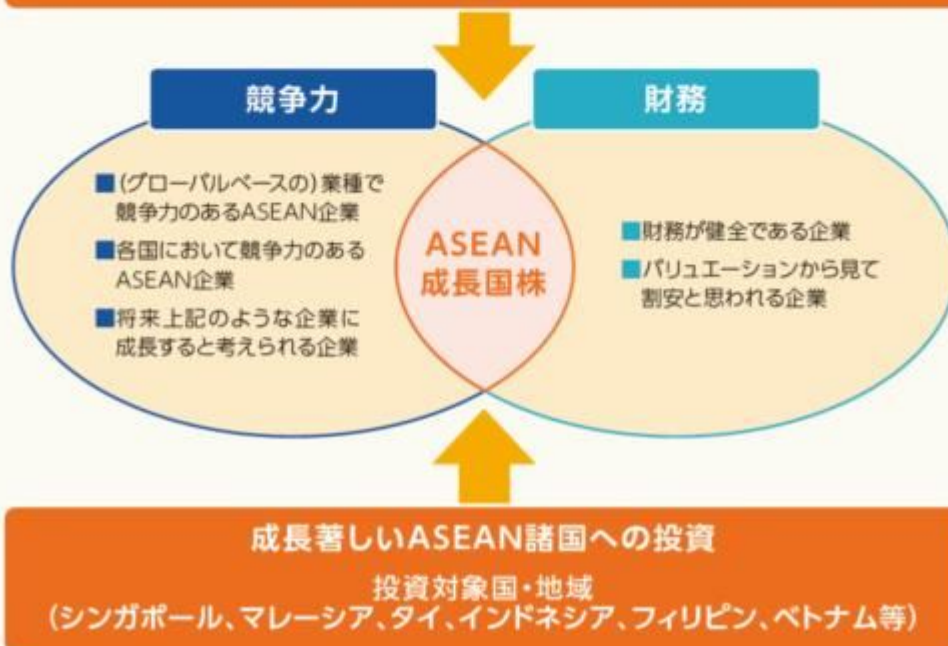 競争力
■(グローバルベースの)業種で
競争力のあるASEAN企業
■各国において競争力のある
ASEAN企業
■将来上記のような企業に
成長すると考えられる企業
ASEAN
成長国株
財務
■財務が健全である企業
■バリュエーションから見て
割安と思われる企業
成長著しいASEAN諸国への投資
投資対象国・地域
(シンガポール、マレーシア、タイ、インドネシア、フィリピン、ベトナム等)